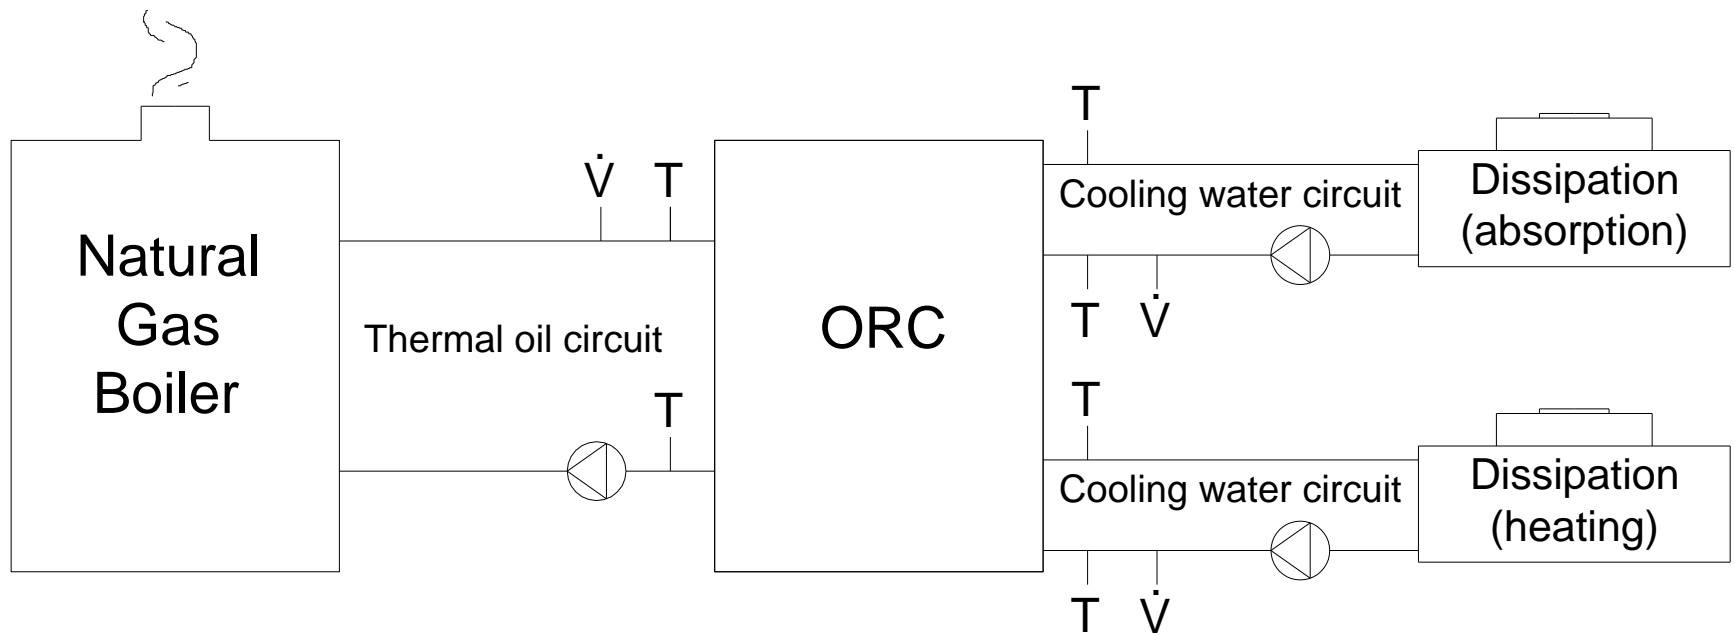 Natural
Gas
Boiler
V̇ T
Thermal oil circuit
T
ORC
T
Cooling water circuit
T V̇
Dissipation
(absorption)
T
Cooling water circuit
T V̇
Dissipation
(heating)